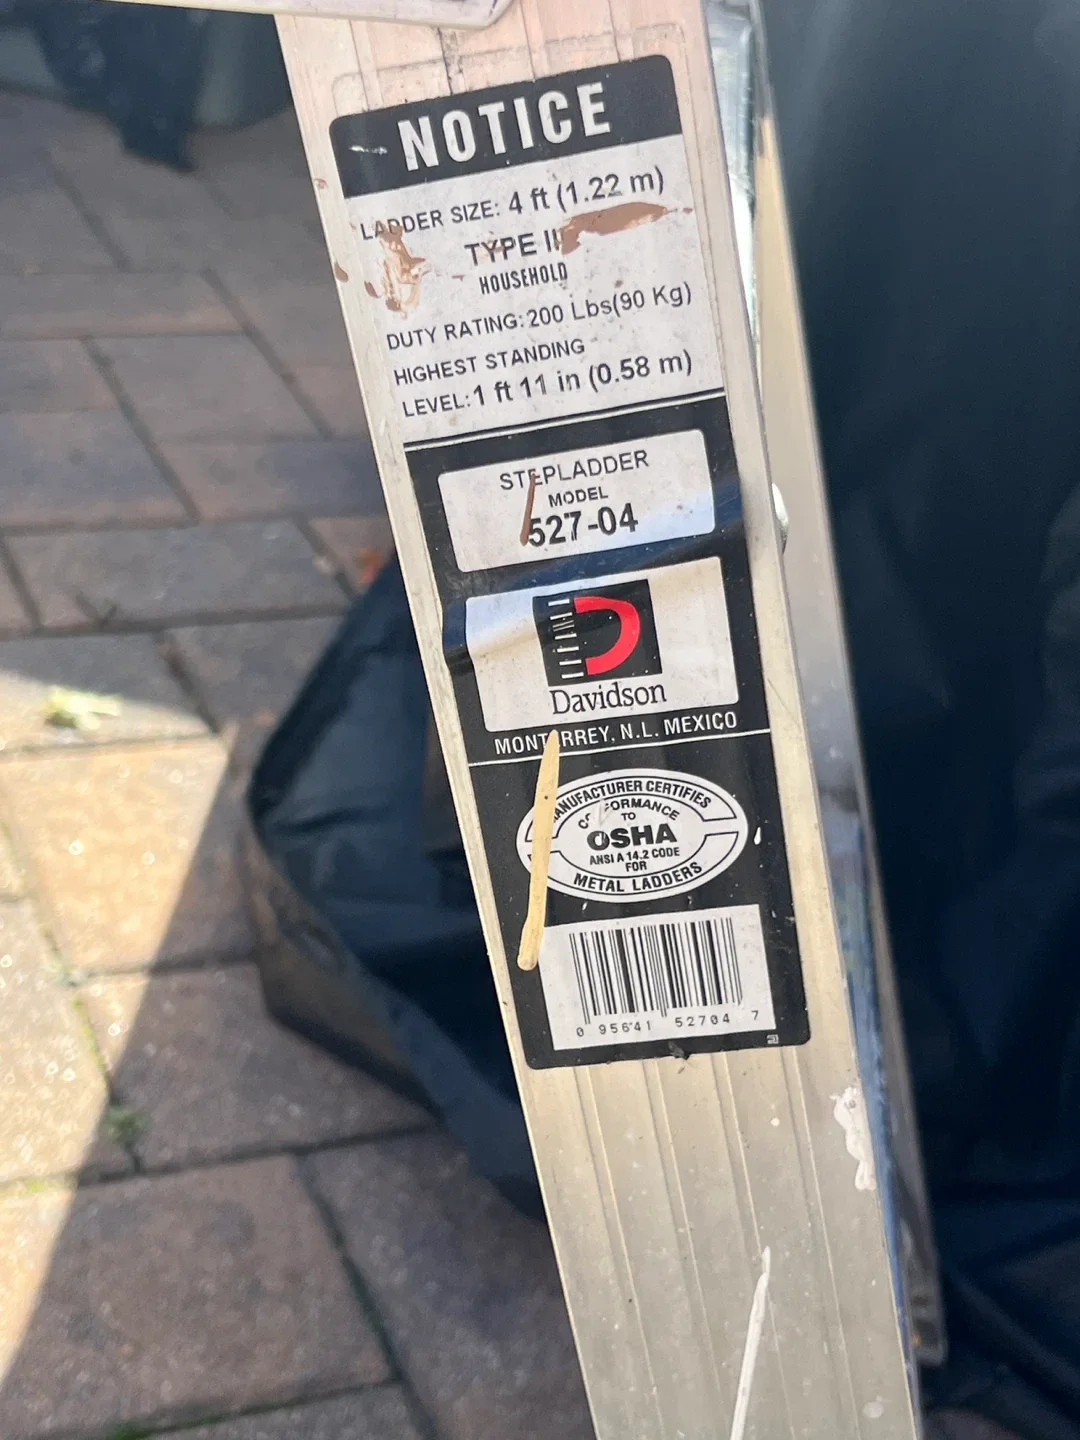 NOTICE
LADDER SIZE: 4 ft (1.22 m)
TYPE III
HOUSEHOLD
DUTY RATING: 200 Lbs(90 Kg)
HIGHEST STANDING
LEVEL: 1 ft 11 in (0.58 m)
STEPLADDER
MODEL
527-04
Davidson
MONTERREY, N.L. MEXICO
MANUFACTURER CERTIFIES
CONFORMANCE
TO
OSHA
ANSI A 14.2 CODE
FOR
METAL LADDERS
0 95641 52704 7